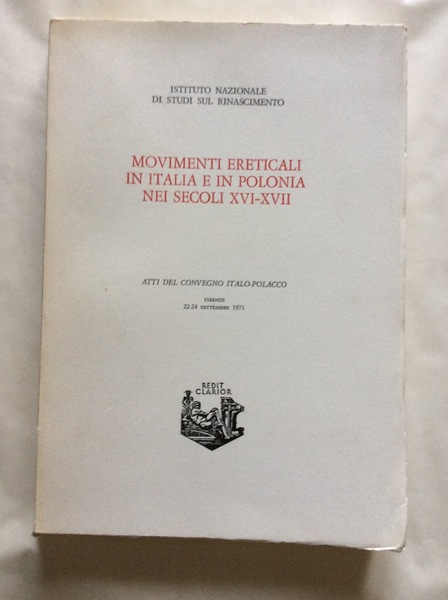 ISTITUTO NAZIONALE
DI STUDI SUL RINASCIMENTO
MOVIMENTI ERETICALI
IN ITALIA E IN POLONIA
NEI SECOLI XVI-XVII
ATTI DEL CONVEGNO ITALO-POLACCO
FIRENZE
22-24 SETTEMBRE 1971
REDIT
CLARIOR